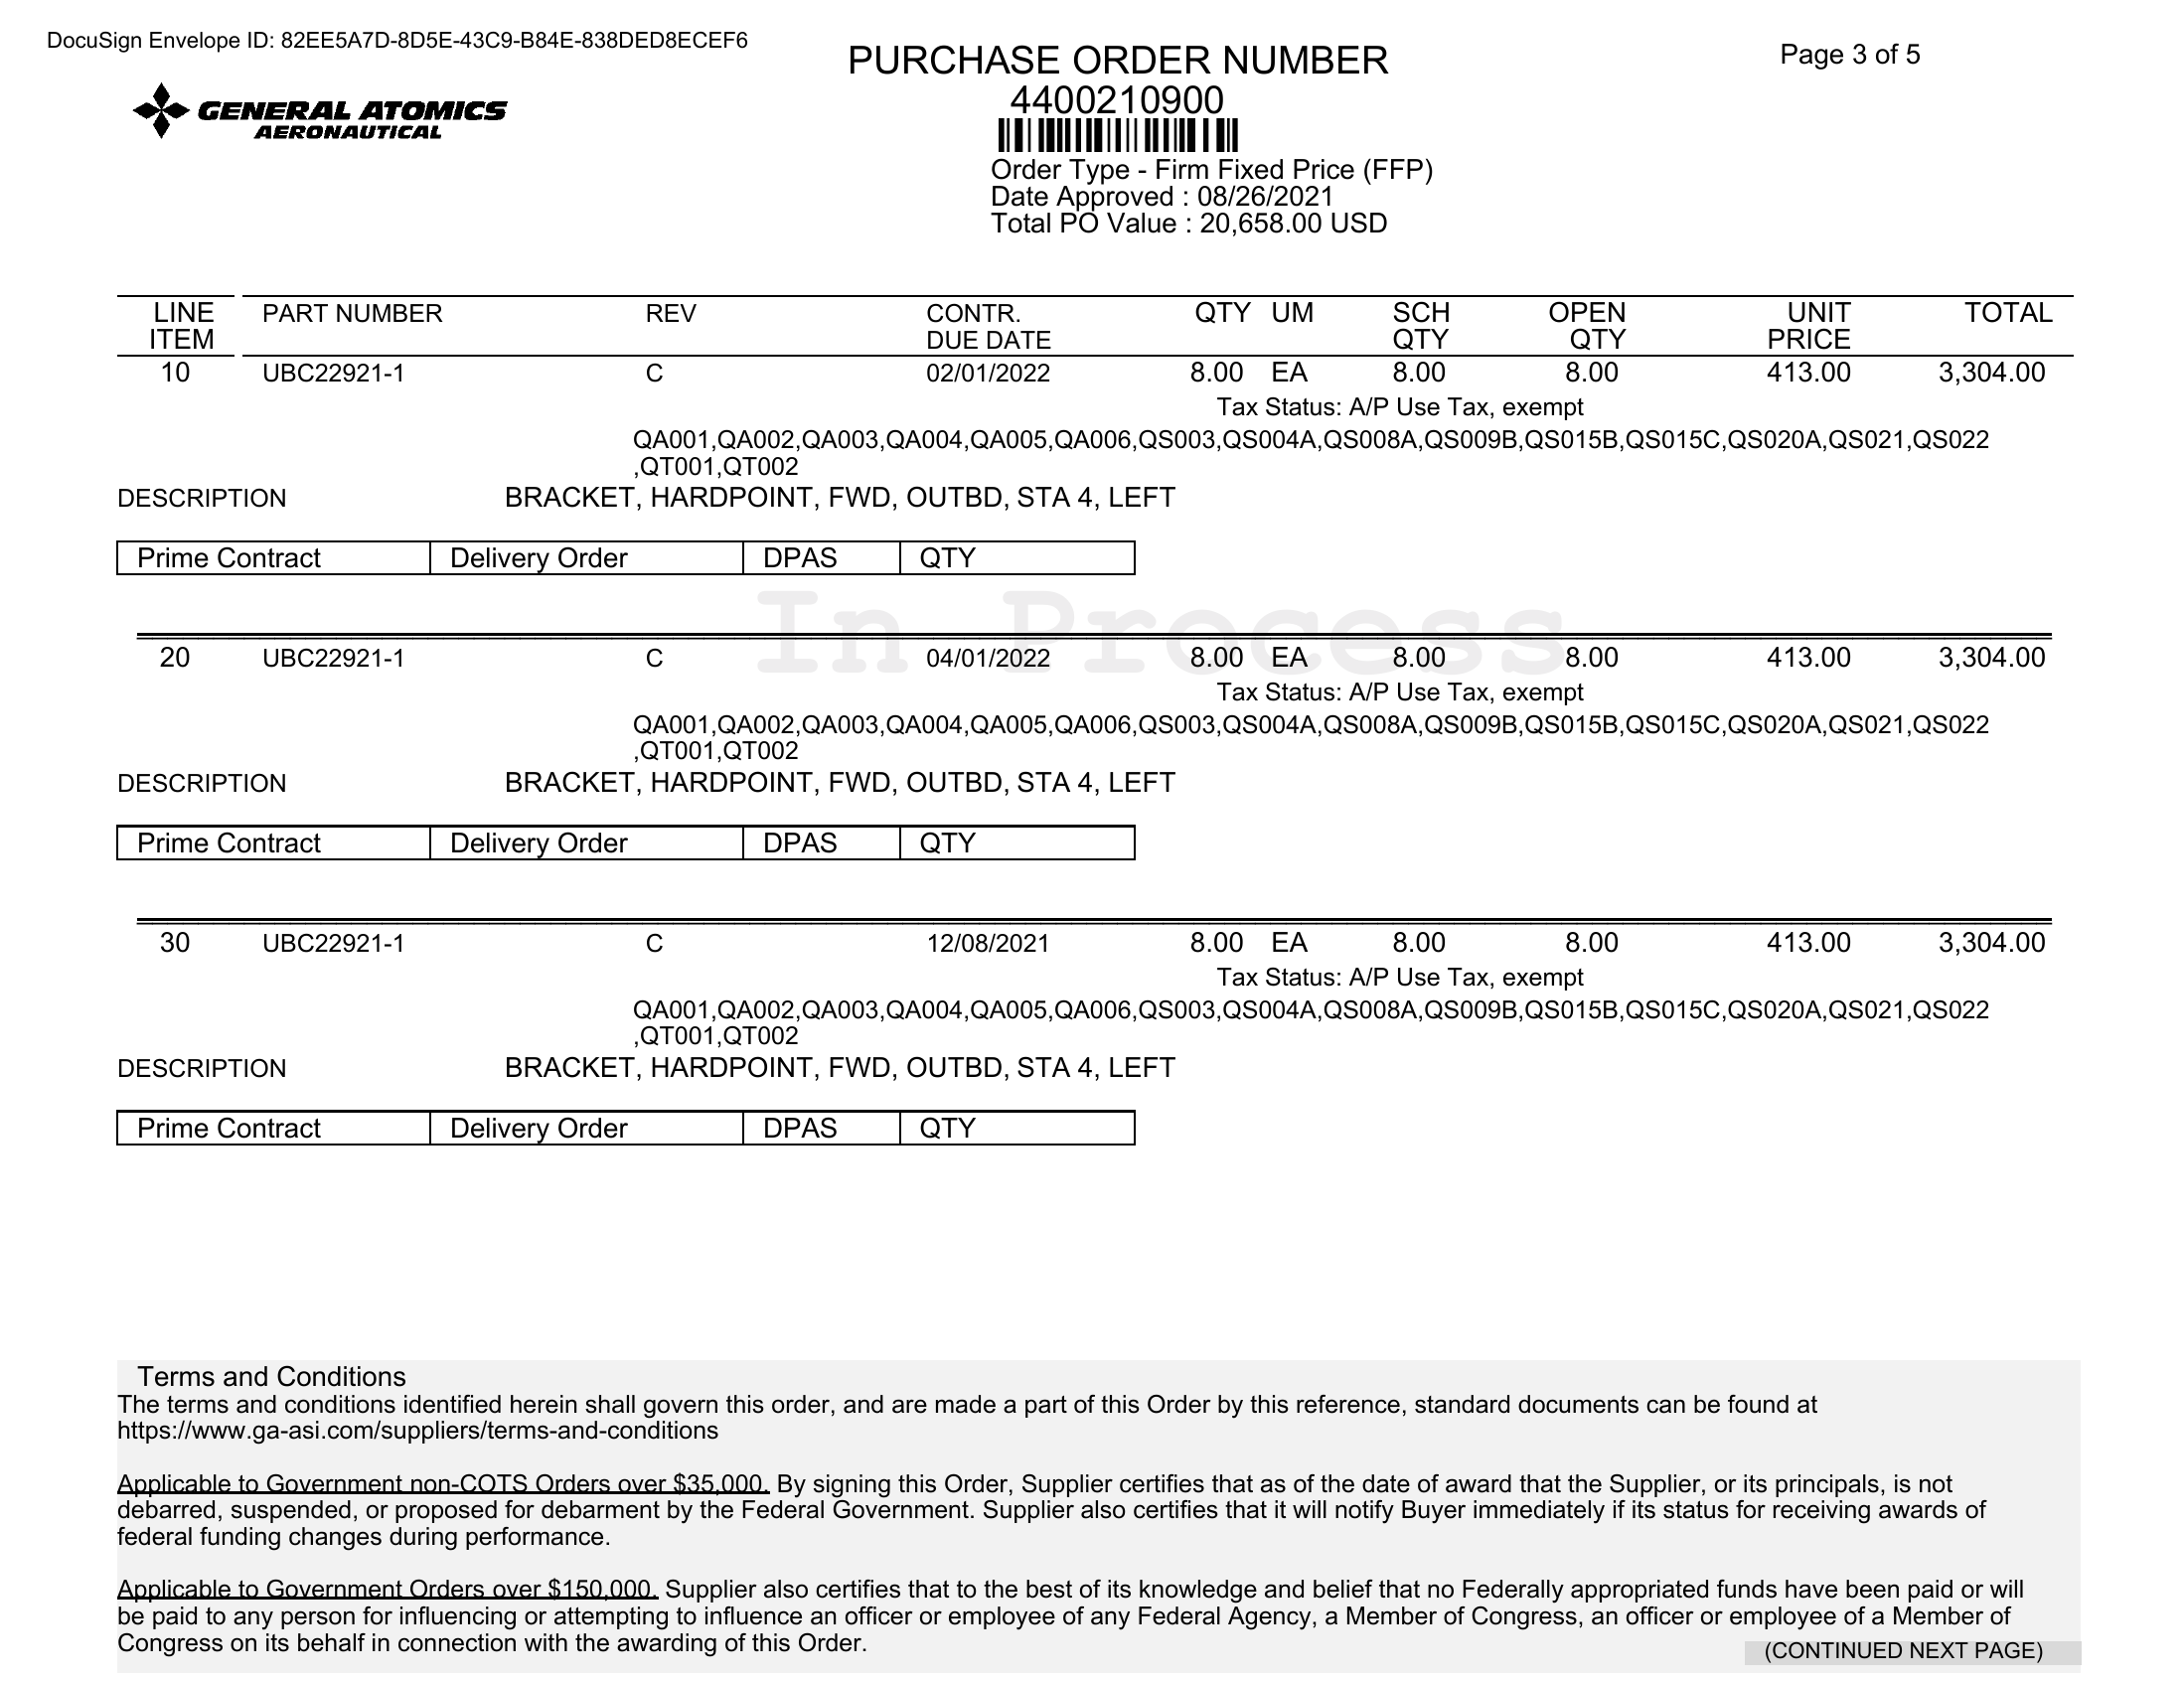 DocuSign Envelope ID: 82EE5A7D-8D5E-43C9-B84E-838DED8ECEF6
PURCHASE ORDER NUMBER
Page 3 of 5
4400210900
GENERAL ATOMICS
AERONAUTICAL
Order Type - Firm Fixed Price (FFP)
Date Approved : 08/26/2021
Total PO Value : 20,658.00 USD
LINE ITEM PART NUMBER REV CONTR. DUE DATE QTY UM SCH QTY OPEN QTY UNIT PRICE TOTAL
10 UBC22921-1 C 02/01/2022 8.00 EA 8.00 8.00 413.00 3,304.00
Tax Status: A/P Use Tax, exempt
QA001,QA002,QA003,QA004,QA005,QA006,QS003,QS004A,QS008A,QS009B,QS015B,QS015C,QS020A,QS021,QS022
,QT001,QT002
DESCRIPTION BRACKET, HARDPOINT, FWD, OUTBD, STA 4, LEFT
Prime Contract Delivery Order DPAS QTY
In Process
20 UBC22921-1 C 04/01/2022 8.00 EA 8.00 8.00 413.00 3,304.00
Tax Status: A/P Use Tax, exempt
QA001,QA002,QA003,QA004,QA005,QA006,QS003,QS004A,QS008A,QS009B,QS015B,QS015C,QS020A,QS021,QS022
,QT001,QT002
DESCRIPTION BRACKET, HARDPOINT, FWD, OUTBD, STA 4, LEFT
Prime Contract Delivery Order DPAS QTY
30 UBC22921-1 C 12/08/2021 8.00 EA 8.00 8.00 413.00 3,304.00
Tax Status: A/P Use Tax, exempt
QA001,QA002,QA003,QA004,QA005,QA006,QS003,QS004A,QS008A,QS009B,QS015B,QS015C,QS020A,QS021,QS022
,QT001,QT002
DESCRIPTION BRACKET, HARDPOINT, FWD, OUTBD, STA 4, LEFT
Prime Contract Delivery Order DPAS QTY
Terms and Conditions
The terms and conditions identified herein shall govern this order, and are made a part of this Order by this reference, standard documents can be found at
https://www.ga-asi.com/suppliers/terms-and-conditions
Applicable to Government non-COTS Orders over $35,000. By signing this Order, Supplier certifies that as of the date of award that the Supplier, or its principals, is not
debarred, suspended, or proposed for debarment by the Federal Government. Supplier also certifies that it will notify Buyer immediately if its status for receiving awards of
federal funding changes during performance.
Applicable to Government Orders over $150,000. Supplier also certifies that to the best of its knowledge and belief that no Federally appropriated funds have been paid or will
be paid to any person for influencing or attempting to influence an officer or employee of any Federal Agency, a Member of Congress, an officer or employee of a Member of
Congress on its behalf in connection with the awarding of this Order.
(CONTINUED NEXT PAGE)